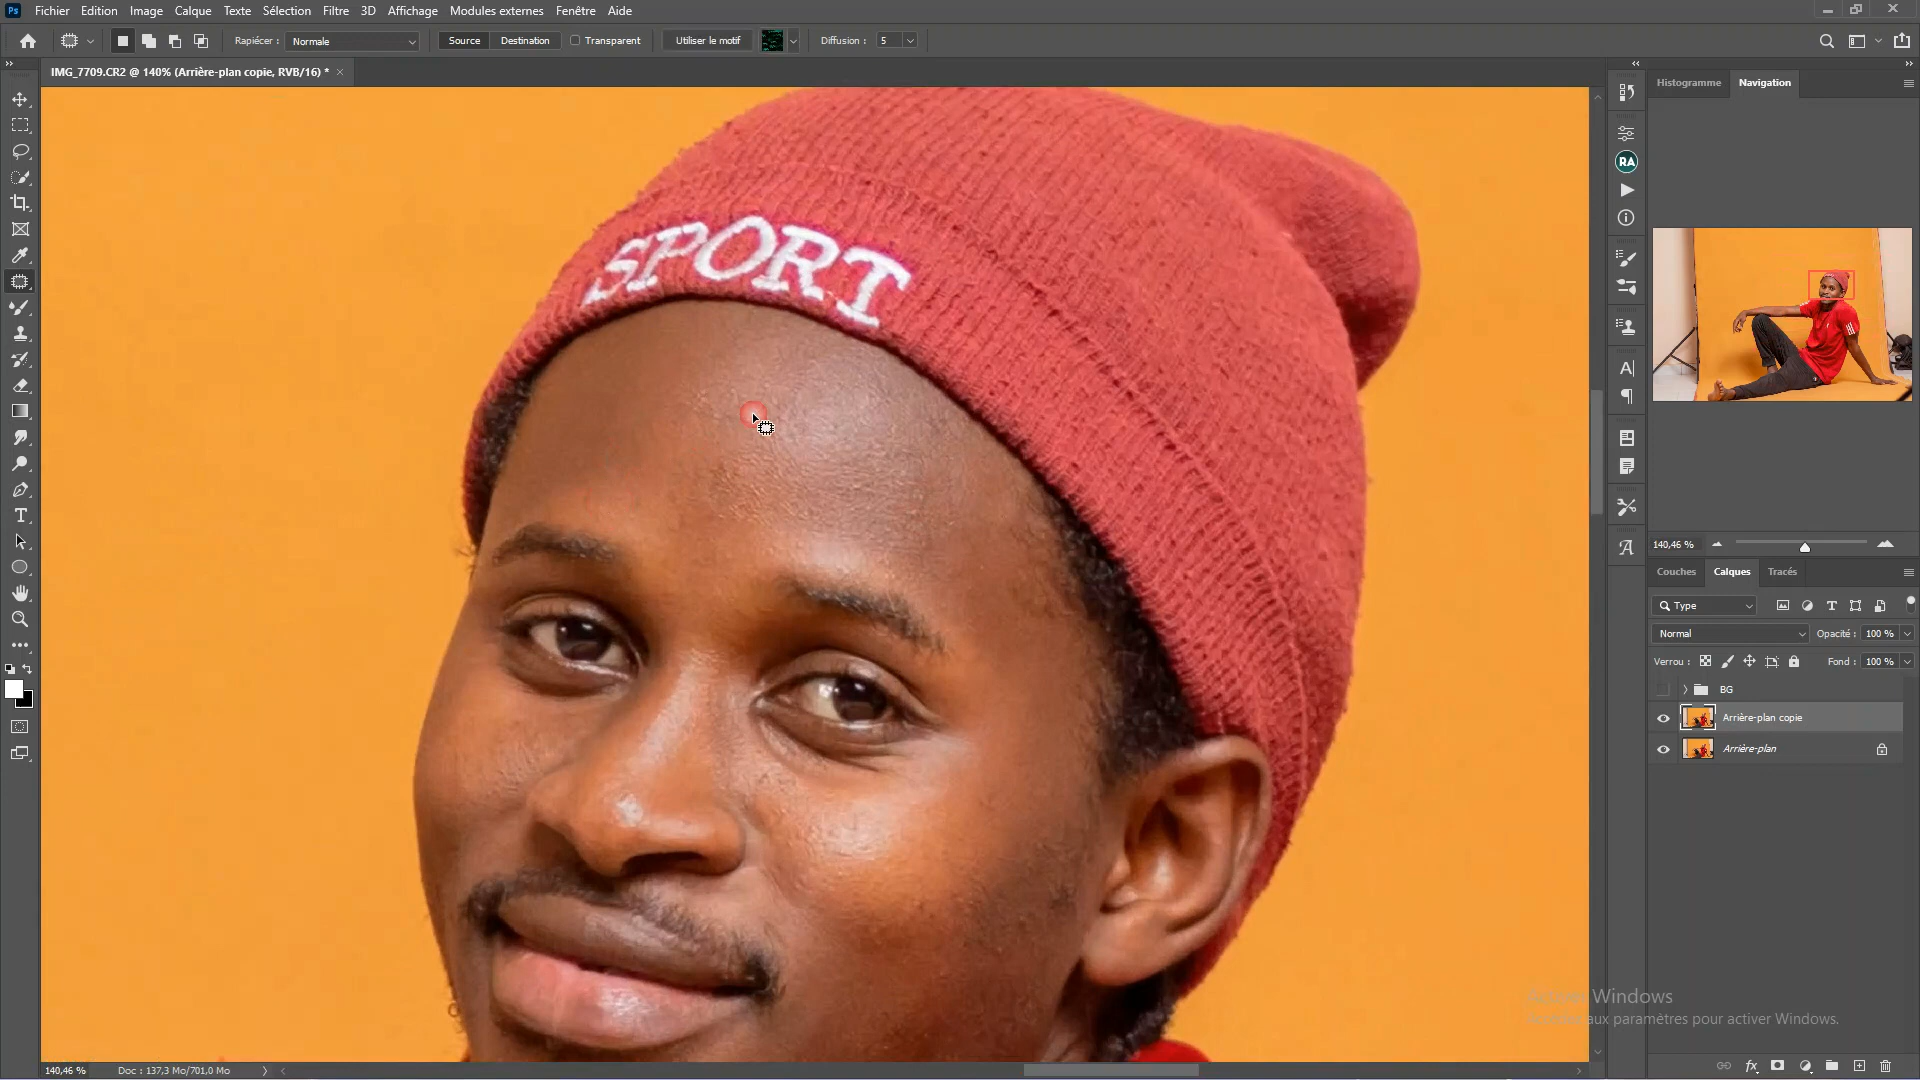 Ps Fichier Edition Image Calque Texte Sélection Filtre 3D Affichage Modules externes Fenêtre Aide
Rapiécer : Normale Source Destination Transparent Utiliser le motif Diffusion : 5
IMG_7709.CR2 @ 140% (Arrière-plan copie, RVB/16) * ×
Histogramme Navigation
RA
SPORT
140,46 %
Couches Calques Tracés
Type
Normal Opacité : 100 %
Verrou : Fond : 100 %
BG
Arrière-plan copie
Arrière-plan
Activer Windows
aux paramètres pour activer Windows.
140,46 % Doc : 137,3 Mo/701,0 Mo